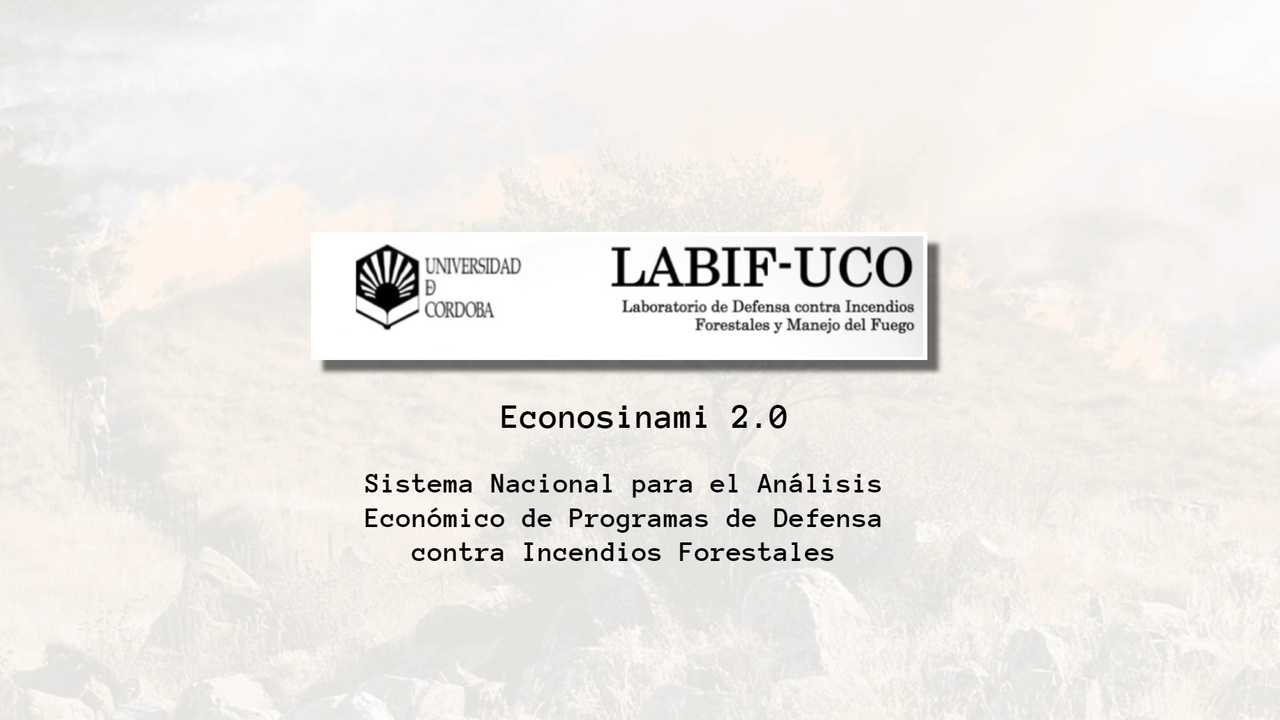 UNIVERSIDAD
Ð
CORDOBA
LABIF-UCO
Laboratorio de Defensa contra Incendios
Forestales y Manejo del Fuego
Econosinami 2.0
Sistema Nacional para el Análisis
Económico de Programas de Defensa
contra Incendios Forestales